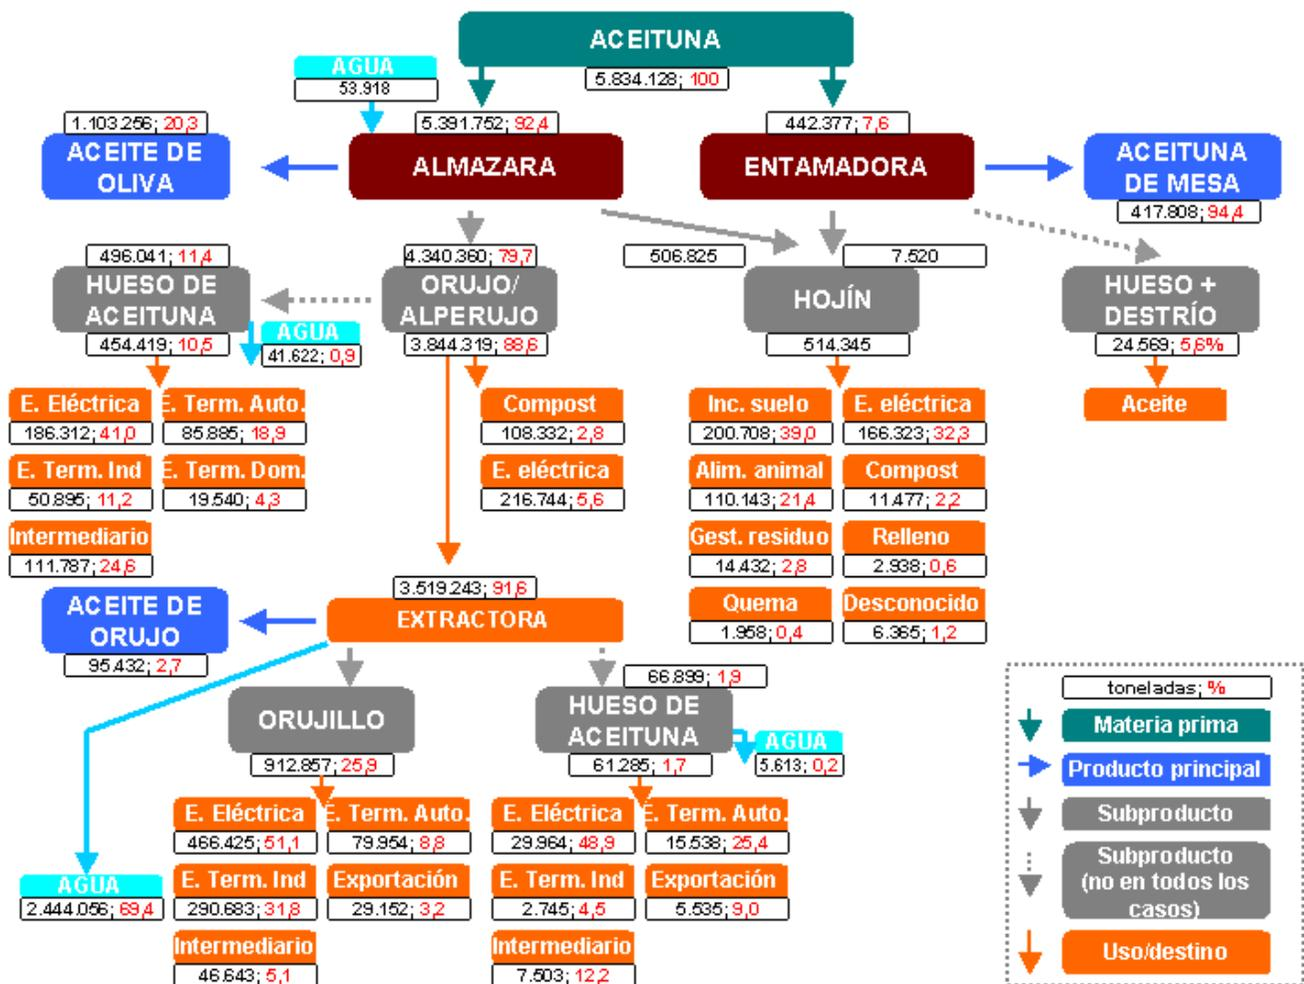 ACEITUNA
5.834.128; 100
AGUA
53.918
1.103.256; 20,3
ACEITE DE
OLIVA
5.391.752; 92,4
ALMAZARA
442.377; 7,6
ENTAMADORA
ACEITUNA
DE MESA
417.808; 94,4
496.041; 11,4
HUESO DE
ACEITUNA
454.419; 10,5
AGUA
41.622; 0,9
4.340.360; 79,7
ORUJO/
ALPERUJO
3.844.319; 88,6
506.825
7.520
HOJÍN
514.345
HUESO +
DESTRÍO
24.569; 5,6%
Aceite
E. Eléctrica
186.312; 41,0
E. Term. Auto.
85.885; 18,9
E. Term. Ind
50.895; 11,2
E. Term. Dom.
19.540; 4,3
Intermediario
111.787; 24,6
Compost
108.332; 2,8
E. eléctrica
216.744; 5,6
Inc. suelo
200.708; 39,0
E. eléctrica
166.323; 32,3
Alim. animal
110.143; 21,4
Compost
11.477; 2,2
Gest. residuo
14.432; 2,8
Relleno
2.938; 0,6
Quema
1.958; 0,4
Desconocido
6.365; 1,2
3.519.243; 91,6
EXTRACTORA
ACEITE DE
ORUJO
95.432; 2,7
ORUJILLO
912.857; 25,9
66.899; 1,9
HUESO DE
ACEITUNA
61.285; 1,7
AGUA
5.613; 0,2
AGUA
2.444.056; 69,4
E. Eléctrica
466.425; 51,1
E. Term. Auto.
79.954; 8,8
E. Term. Ind
290.683; 31,8
Exportación
29.152; 3,2
Intermediario
46.643; 5,1
E. Eléctrica
29.964; 48,9
E. Term. Auto.
15.538; 25,4
E. Term. Ind
2.745; 4,5
Exportación
5.535; 9,0
Intermediario
7.503; 12,2
toneladas; %
Materia prima
Producto principal
Subproducto
Subproducto
(no en todos los
casos)
Uso/destino